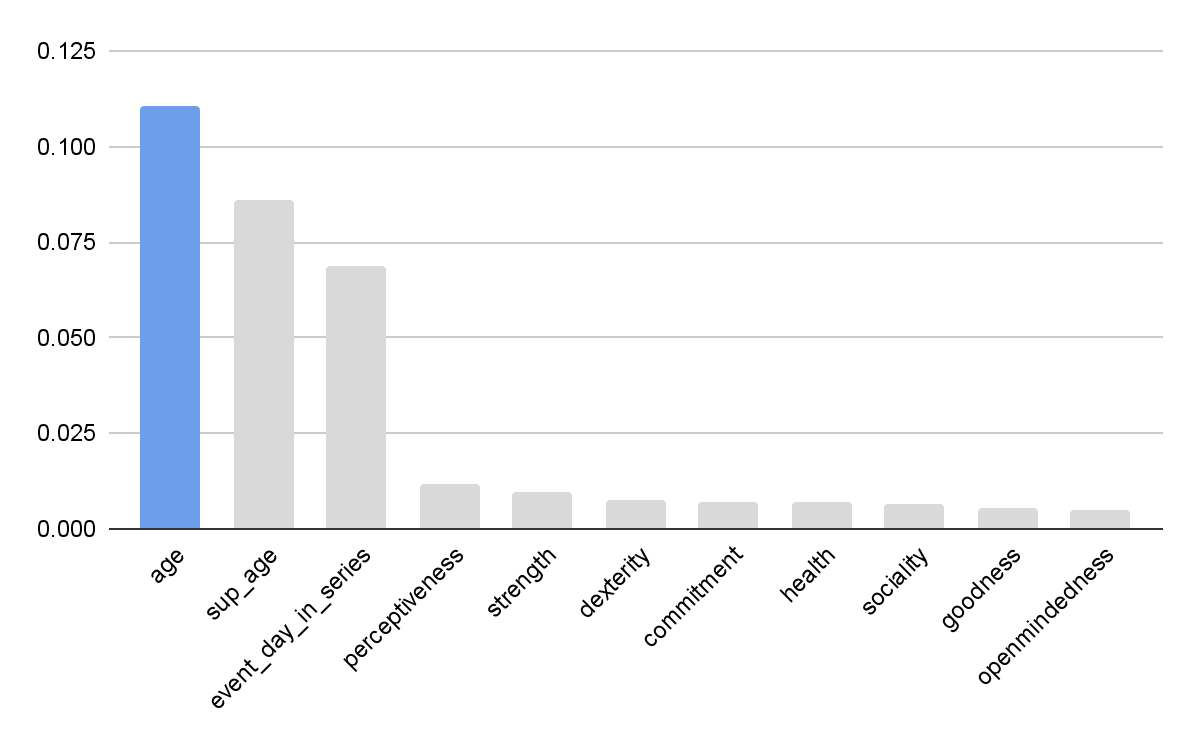 0.125
0.100
0.075
0.050
0.025
0.000
age
sup_age
event_day_in_series
perceptiveness
strength
dexterity
commitment
health
sociality
goodness
openmindedness